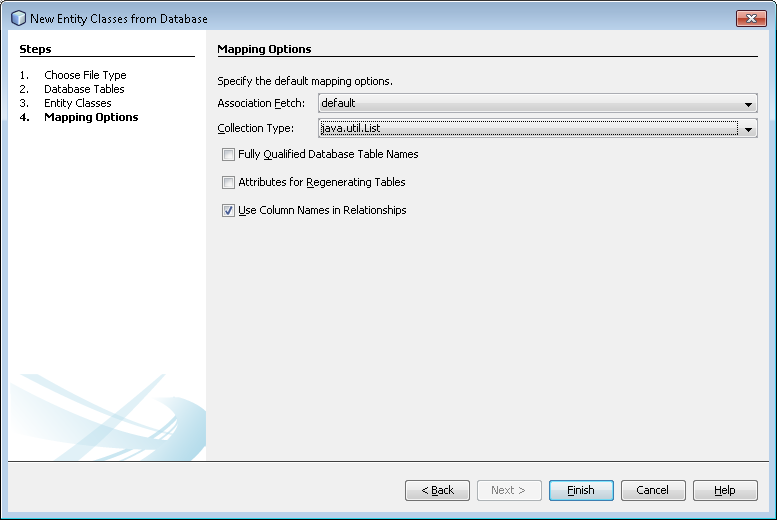 New Entity Classes from Database
Steps
1. Choose File Type
2. Database Tables
3. Entity Classes
4. Mapping Options
Mapping Options
Specify the default mapping options.
Association Fetch: default
Collection Type: java.util.List
Fully Qualified Database Table Names
Attributes for Regenerating Tables
Use Column Names in Relationships
< Back Next > Finish Cancel Help